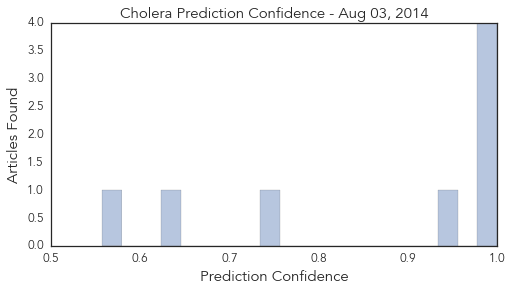 Cholera Prediction Confidence - Aug 03, 2014
Articles Found
4.0
3.5
3.0
2.5
2.0
1.5
1.0
0.5
0.0
0.5 0.6 0.7 0.8 0.9 1.0
Prediction Confidence